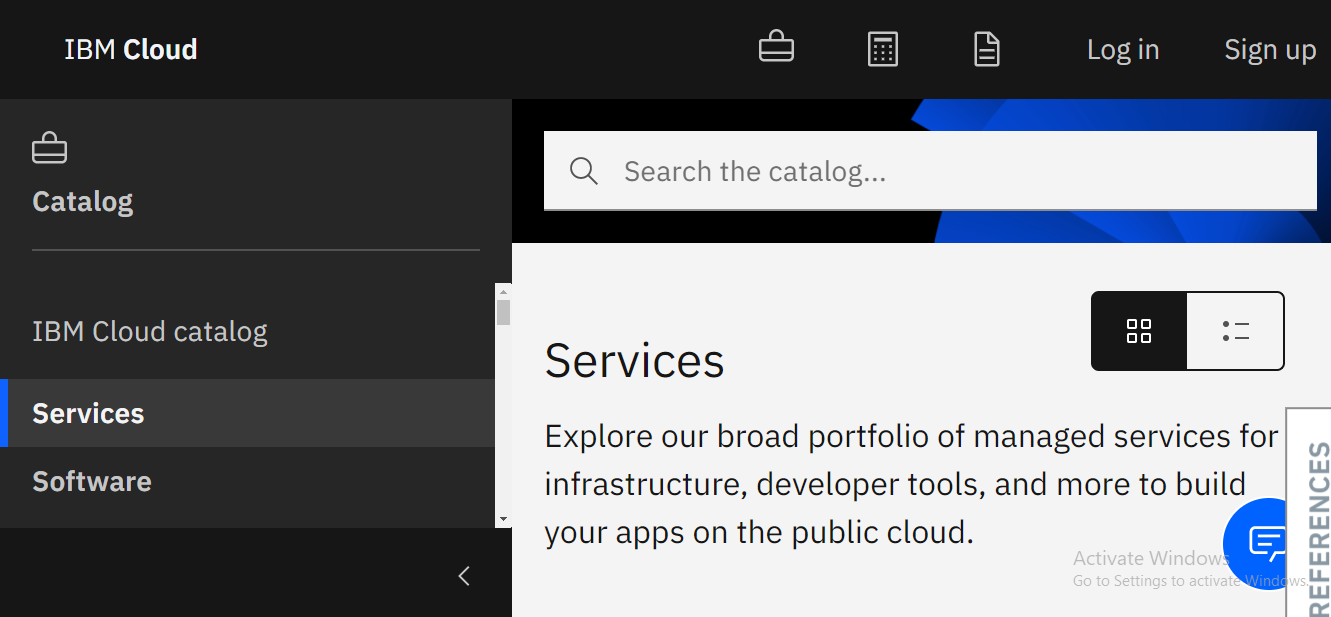 IBM Cloud
Log in
Sign up
Catalog
IBM Cloud catalog
Services
Software
Search the catalog...
Services
Explore our broad portfolio of managed services for
infrastructure, developer tools, and more to build
your apps on the public cloud.
Activate Windows
Go to Settings to activate Windows.
REFERENCES